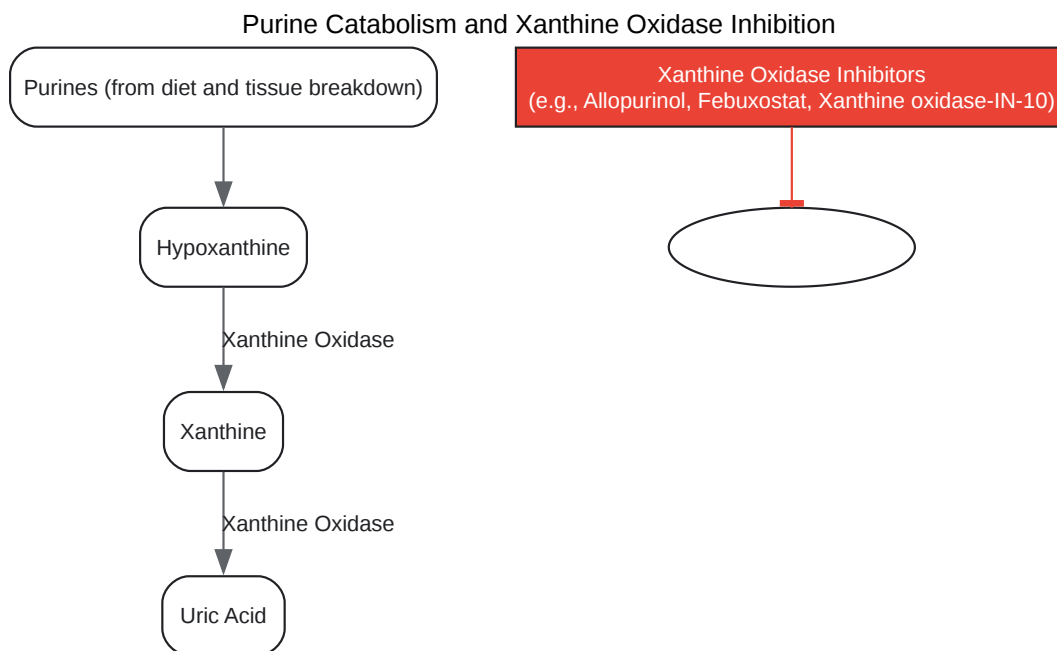 Purine Catabolism and Xanthine Oxidase Inhibition
Purines (from diet and tissue breakdown)
Xanthine Oxidase Inhibitors
(e.g., Allopurinol, Febuxostat, Xanthine oxidase-IN-10)
Hypoxanthine
Xanthine Oxidase
Xanthine
Xanthine Oxidase
Uric Acid